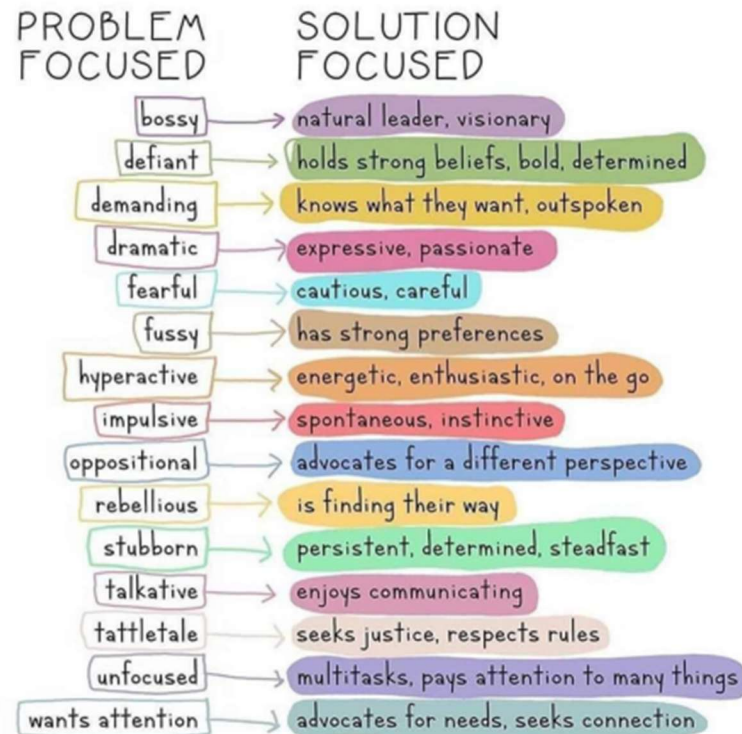 PROBLEM FOCUSED
SOLUTION FOCUSED
bossy → natural leader, visionary
defiant → holds strong beliefs, bold, determined
demanding → knows what they want, outspoken
dramatic → expressive, passionate
fearful → cautious, careful
fussy → has strong preferences
hyperactive → energetic, enthusiastic, on the go
impulsive → spontaneous, instinctive
oppositional → advocates for a different perspective
rebellious → is finding their way
stubborn → persistent, determined, steadfast
talkative → enjoys communicating
tattletale → seeks justice, respects rules
unfocused → multitasks, pays attention to many things
wants attention → advocates for needs, seeks connection